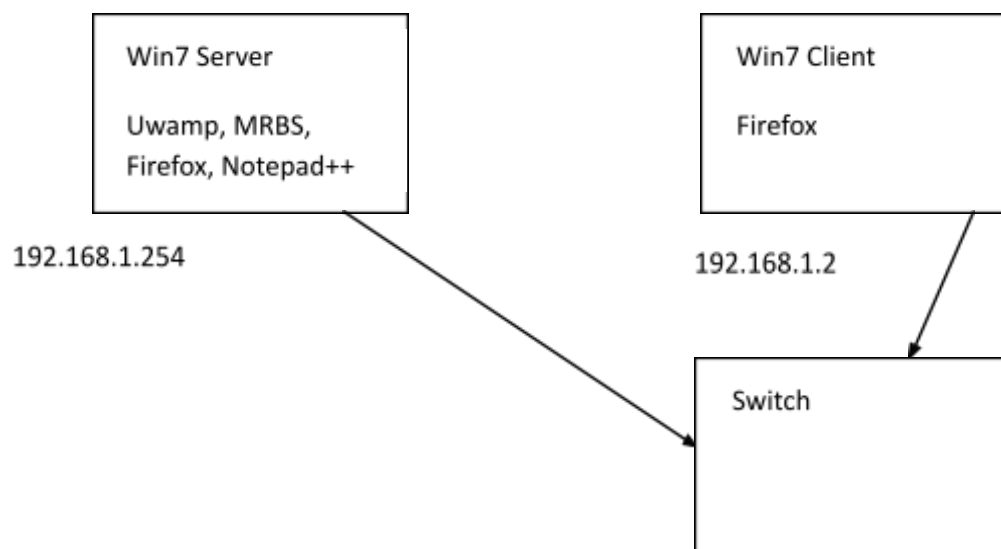 Win7 Server
Uwamp, MRBS,
Firefox, Notepad++
192.168.1.254
Win7 Client
Firefox
192.168.1.2
Switch